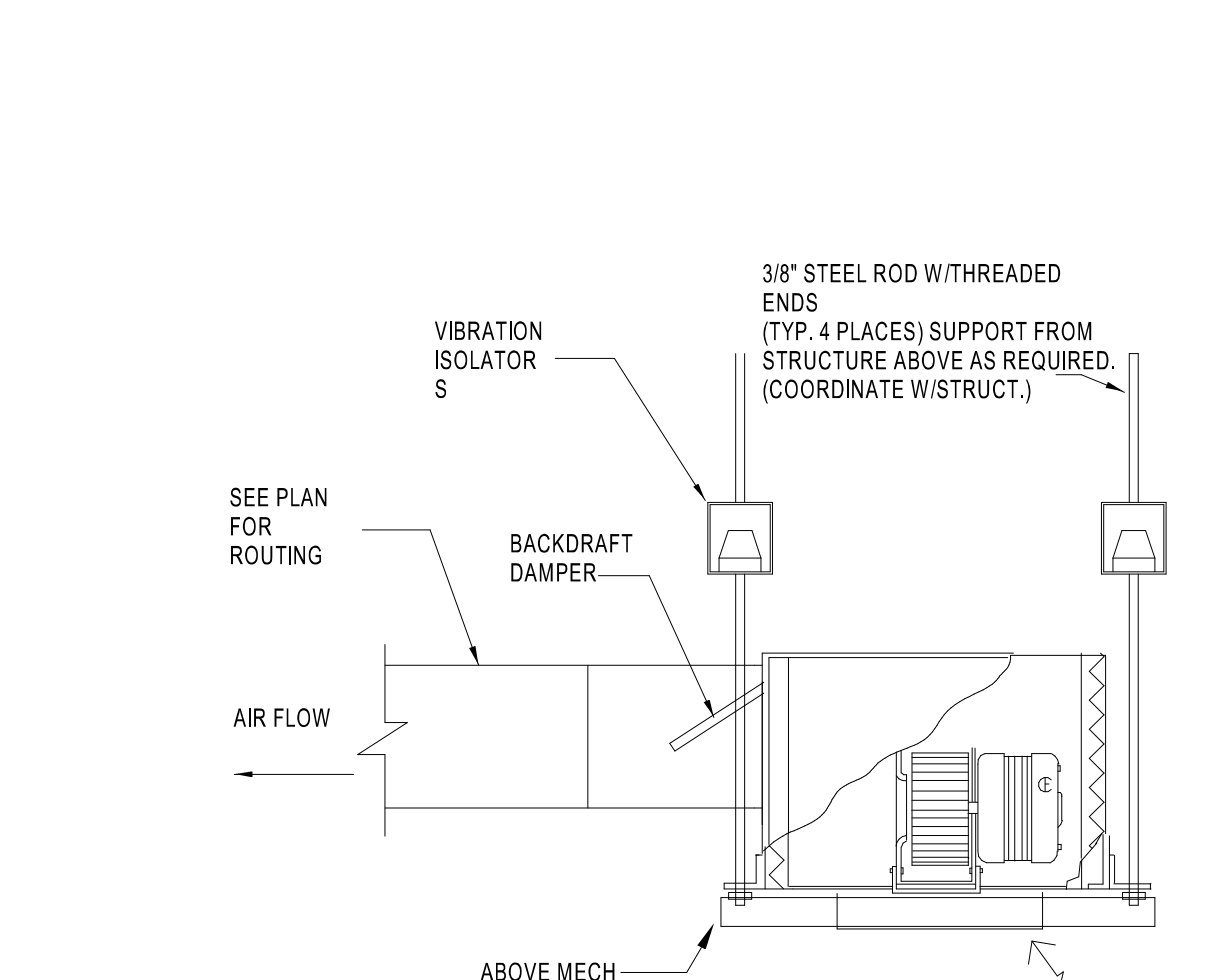 3/8" STEEL ROD W/THREADED
ENDS
(TYP. 4 PLACES) SUPPORT FROM
STRUCTURE ABOVE AS REQUIRED.
(COORDINATE W/STRUCT.)
VIBRATION
ISOLATOR
S
SEE PLAN
FOR
ROUTING
BACKDRAFT
DAMPER
AIR FLOW
ABOVE MECH